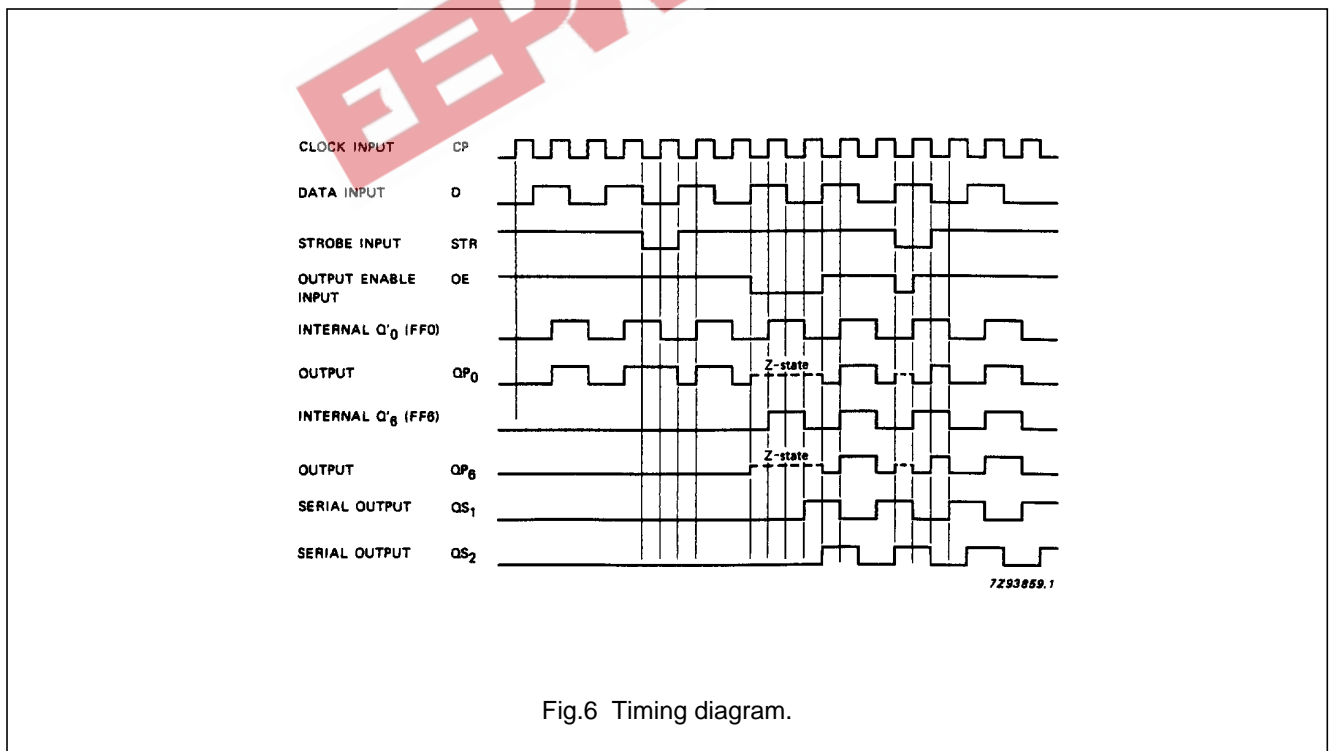 CLOCK INPUT CP
DATA INPUT D
STROBE INPUT STR
OUTPUT ENABLE INPUT OE
INTERNAL Q'0 (FF0)
OUTPUT QP0
Z-state
INTERNAL Q'6 (FF6)
OUTPUT QP6
Z-state
SERIAL OUTPUT QS1
SERIAL OUTPUT QS2
7Z93859.1
Fig.6 Timing diagram.